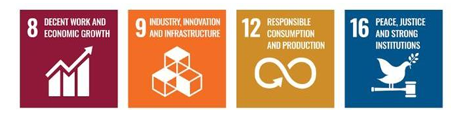 8 DECENT WORK AND
ECONOMIC GROWTH
9 INDUSTRY, INNOVATION
AND INFRASTRUCTURE
12 RESPONSIBLE
CONSUMPTION
AND PRODUCTION
16 PEACE, JUSTICE
AND STRONG
INSTITUTIONS